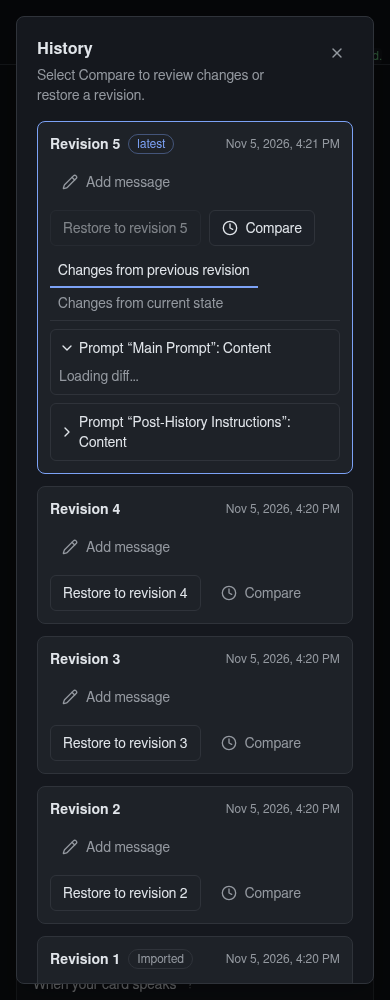 History
Select Compare to review changes or
restore a revision.
Revision 5 latest Nov 5, 2026, 4:21 PM
Add message
Restore to revision 5 Compare
Changes from previous revision
Changes from current state
Prompt “Main Prompt”: Content
Loading diff...
Prompt “Post-History Instructions”:
Content
Revision 4 Nov 5, 2026, 4:20 PM
Add message
Restore to revision 4 Compare
Revision 3 Nov 5, 2026, 4:20 PM
Add message
Restore to revision 3 Compare
Revision 2 Nov 5, 2026, 4:20 PM
Add message
Restore to revision 2 Compare
Revision 1 Imported Nov 5, 2026, 4:20 PM
When your card speaks